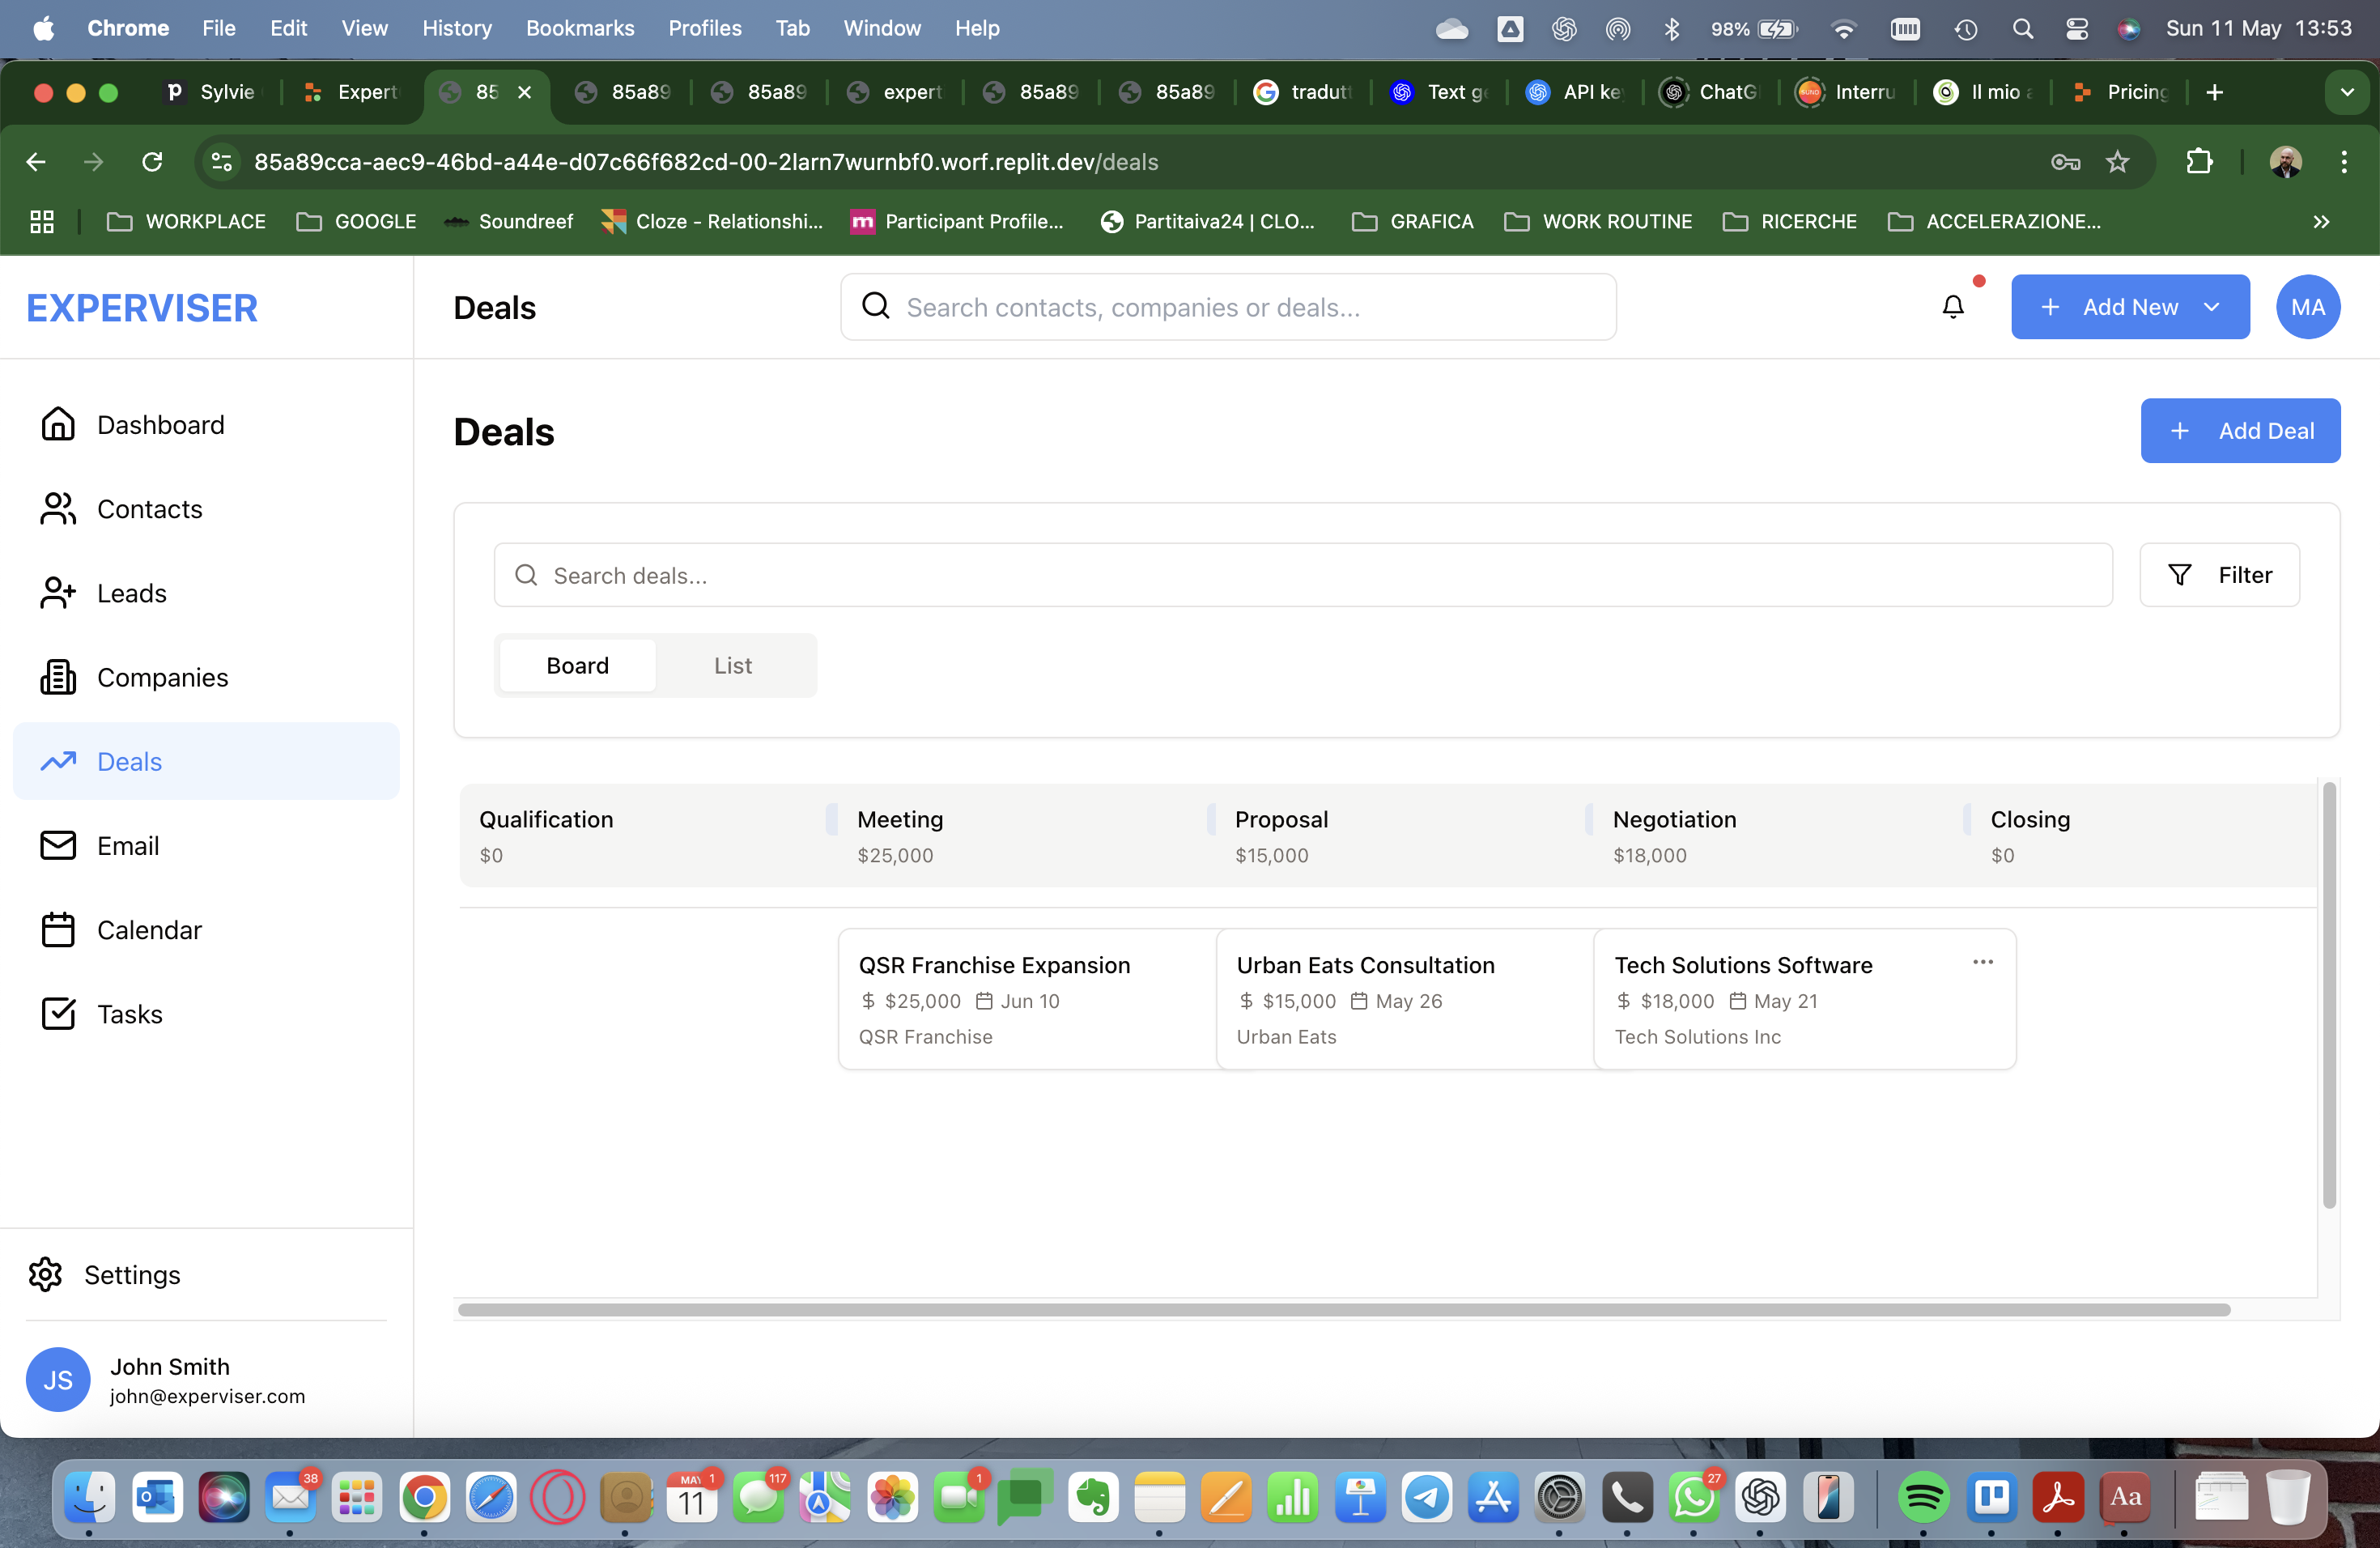 Chrome File Edit View History Bookmarks Profiles Tab Window Help 98% Sun 11 May 13:53
Sylvie Expert 85 85a89 85a89 expert 85a89 85a89 tradutt Text ge API ke ChatG Interru Il mio a Pricing
85a89cca-aec9-46bd-a44e-d07c66f682cd-00-2larn7wurnbf0.worf.replit.dev/deals
WORKPLACE GOOGLE Soundreef Cloze - Relationshi... Participant Profile... Partitaiva24 | CLO... GRAFICA WORK ROUTINE RICERCHE ACCELERAZIONE...
EXPERVISER
Deals
Search contacts, companies or deals...
Add New
MA
Dashboard
Contacts
Leads
Companies
Deals
Email
Calendar
Tasks
Settings
JS
John Smith
john@experviser.com
Deals
Add Deal
Search deals...
Filter
Board List
Qualification Meeting Proposal Negotiation Closing
$0 $25,000 $15,000 $18,000 $0
QSR Franchise Expansion
$ $25,000 Jun 10
QSR Franchise
Urban Eats Consultation
$ $15,000 May 26
Urban Eats
Tech Solutions Software
$ $18,000 May 21
Tech Solutions Inc
38 MAY 1 11 117 1 27 Aa